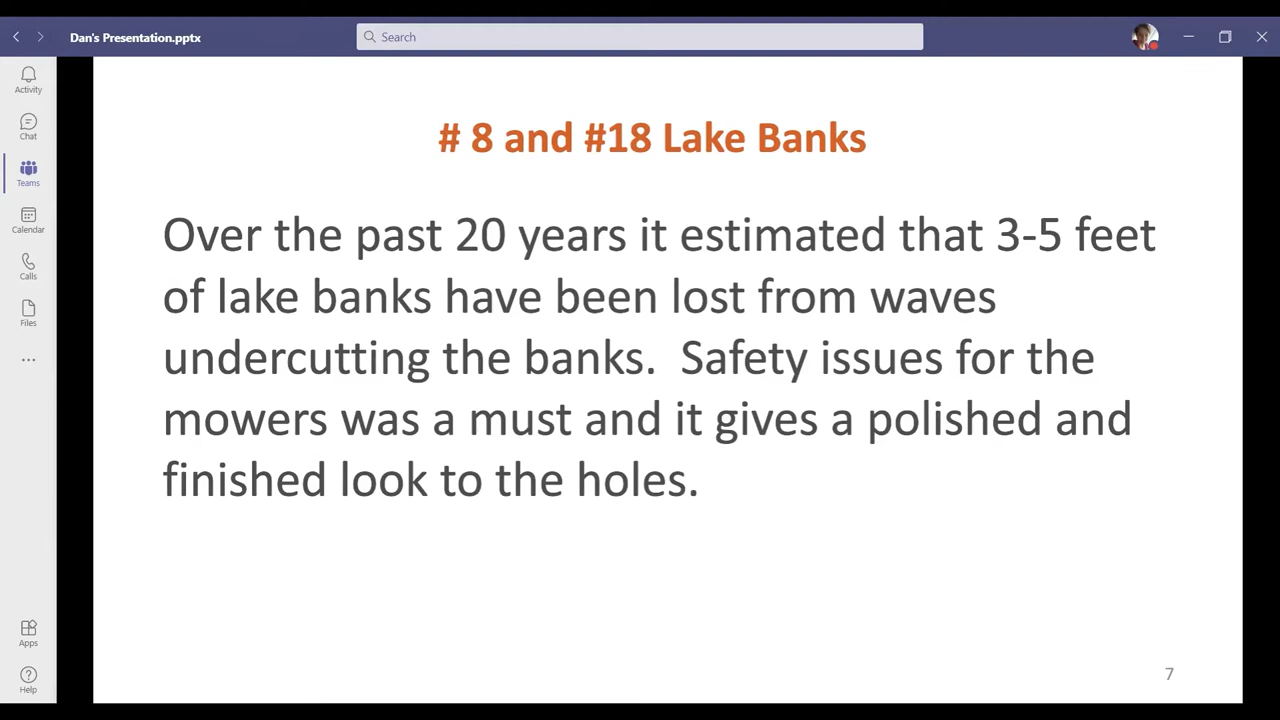 Dan's Presentation.pptx
Search
Activity
Chat
Teams
Calendar
Calls
Files
Apps
Help
# 8 and #18 Lake Banks
Over the past 20 years it estimated that 3-5 feet
of lake banks have been lost from waves
undercutting the banks.  Safety issues for the
mowers was a must and it gives a polished and
finished look to the holes.
7